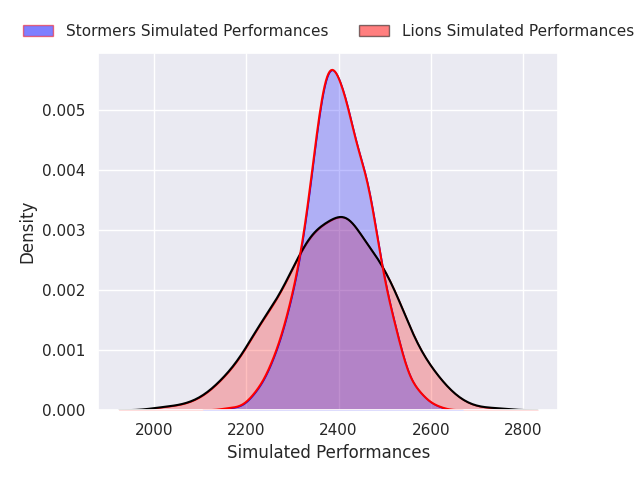 Stormers Simulated Performances Lions Simulated Performances
0.005
0.004
0.003
0.002
0.001
0.000
Density
2000 2200 2400 2600 2800
Simulated Performances